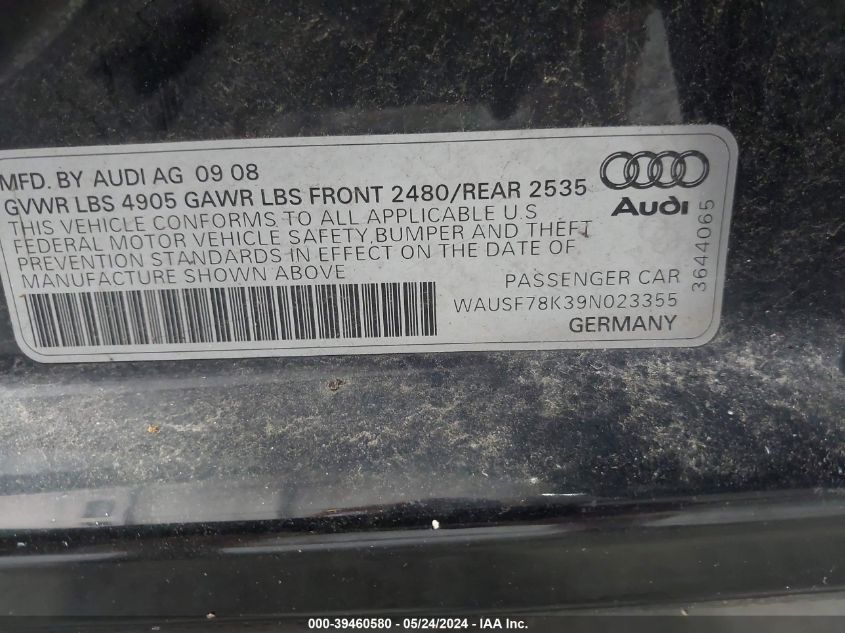 MFD. BY AUDI AG 09 08
GVWR LBS 4905 GAWR LBS FRONT 2480/REAR 2535
THIS VEHICLE CONFORMS TO ALL APPLICABLE U.S
FEDERAL MOTOR VEHICLE SAFETY, BUMPER AND THEFT
PREVENTION STANDARDS IN EFFECT ON THE DATE OF
MANUFACTURE SHOWN ABOVE
Audi
3644065
PASSENGER CAR
WAUSF78K39N023355
GERMANY
000-39460580 - 05/24/2024 - IAA Inc.